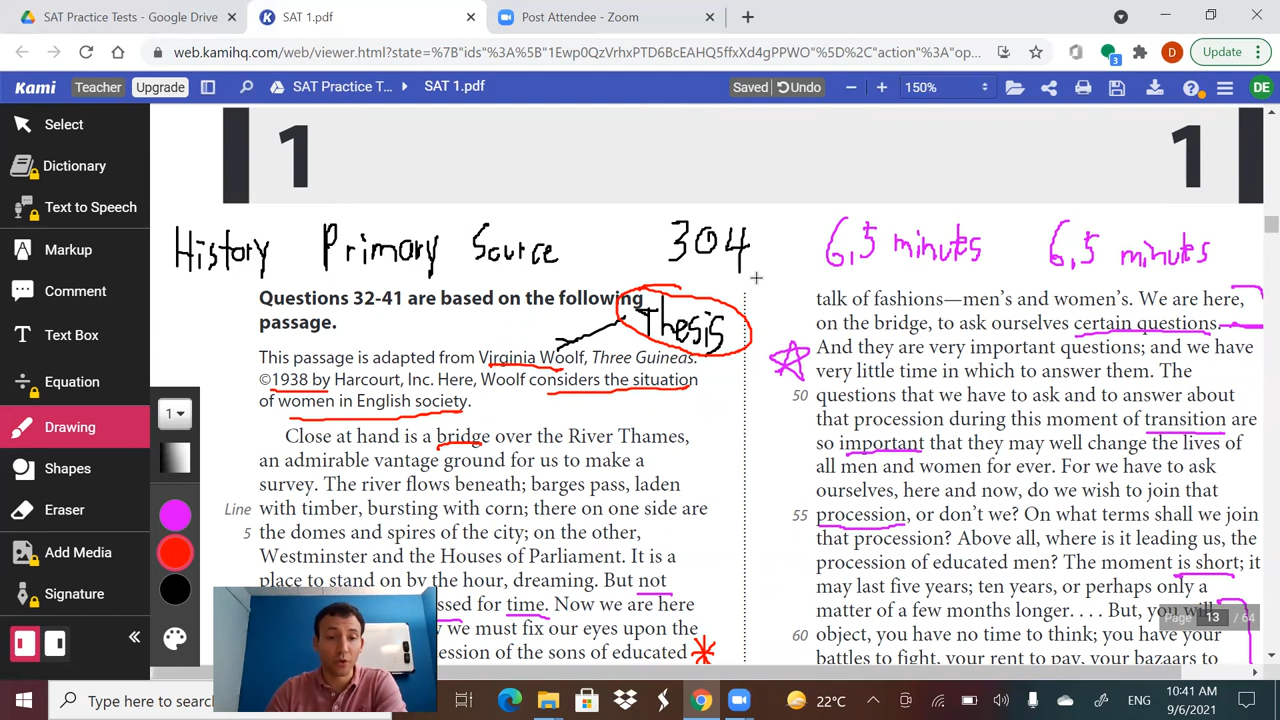 SAT Practice Tests - Google Drive
SAT 1.pdf
Post Attendee - Zoom
web.kamihq.com/web/viewer.html?state=%7B"ids"%3A%5B"1Ewp0QzVrhxPTD6BcEAHQ5ffxXd4gPPWO"%5D%2C"action"%3A"op...
3
D
Update
Kami
Teacher
Upgrade
SAT Practice T...
SAT 1.pdf
Saved
Undo
150%
DE
Select
Dictionary
Text to Speech
Markup
Comment
Text Box
Equation
Drawing
Shapes
Eraser
Add Media
Signature
1
1
1
History Primary Source 304
6,5 minutes 6,5 minutes
Thesis
Questions 32-41 are based on the following
passage.
This passage is adapted from Virginia Woolf, Three Guineas.
©1938 by Harcourt, Inc. Here, Woolf considers the situation
of women in English society.
Close at hand is a bridge over the River Thames,
an admirable vantage ground for us to make a
survey. The river flows beneath; barges pass, laden
Line with timber, bursting with corn; there on one side are
5 the domes and spires of the city; on the other,
Westminster and the Houses of Parliament. It is a
place to stand on by the hour, dreaming. But not
ssed for time. Now we are here
we must fix our eyes upon the
ession of the sons of educated
talk of fashions—men's and women's. We are here,
on the bridge, to ask ourselves certain questions.
And they are very important questions; and we have
very little time in which to answer them. The
50 questions that we have to ask and to answer about
that procession during this moment of transition are
so important that they may well change the lives of
all men and women for ever. For we have to ask
ourselves, here and now, do we wish to join that
55 procession, or don't we? On what terms shall we join
that procession? Above all, where is it leading us, the
procession of educated men? The moment is short; it
may last five years; ten years, or perhaps only a
matter of a few months longer. . . . But, you will
60 object, you have no time to think; you have your
battles to fight, your rent to pay, your bazaars to
Page 13 / 64
Type here to search
22°C
ENG
10:41 AM
9/6/2021